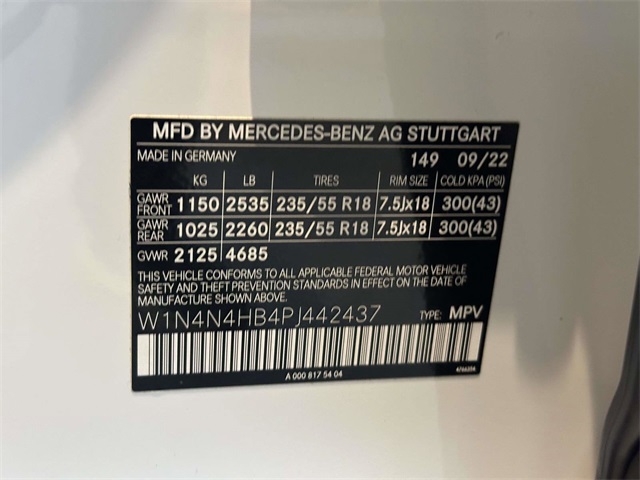 MFD BY MERCEDES-BENZ AG STUTTGART
MADE IN GERMANY 149 09/22
KG LB TIRES RIM SIZE COLD KPA (PSI)
GAWR FRONT 1150 2535 235/55 R18 7.5Jx18 300(43)
GAWR REAR 1025 2260 235/55 R18 7.5Jx18 300(43)
GVWR 2125 4685
THIS VEHICLE CONFORMS TO ALL APPLICABLE FEDERAL MOTOR VEHICLE
SAFETY AND THEFT PREVENTION STANDARDS IN EFFECT ON THE DATE OF
MANUFACTURE
W1N4N4HB4PJ442437 TYPE: MPV
A 000 817 54 04